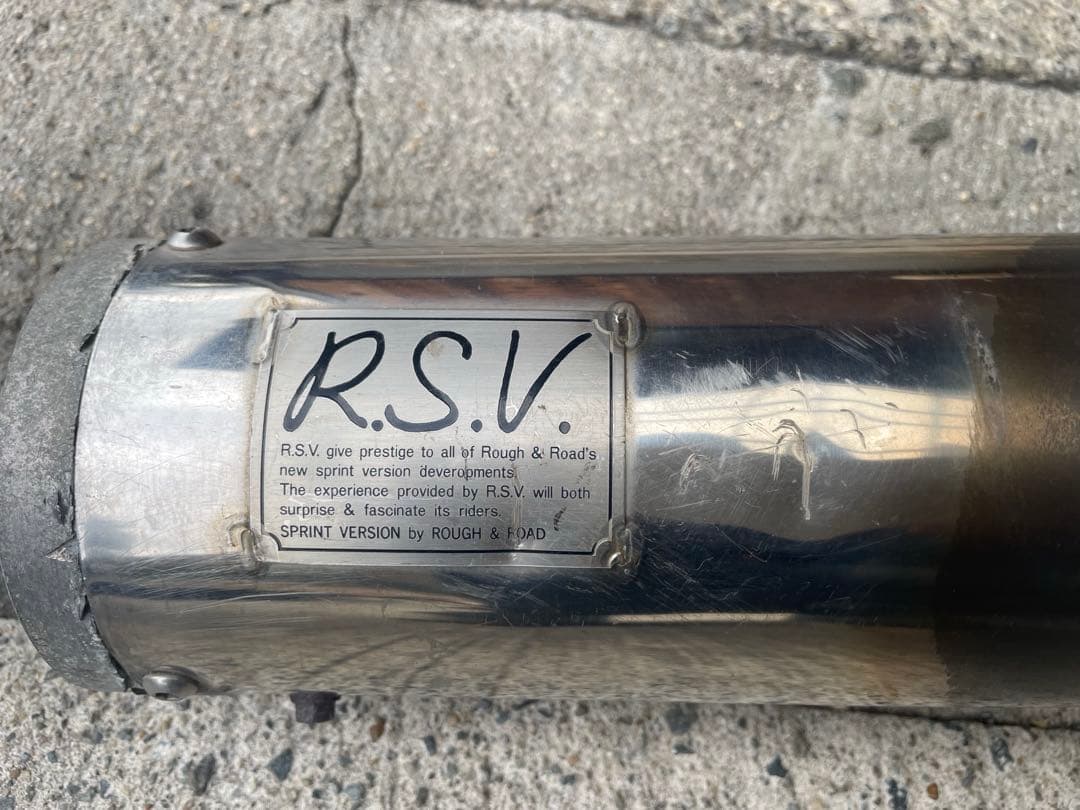 R.S.V.
R.S.V. give prestige to all of Rough & Road's
new sprint version deveropments.
The experience provided by R.S.V. will both
surprise & fascinate its riders.
SPRINT VERSION by ROUGH & ROAD